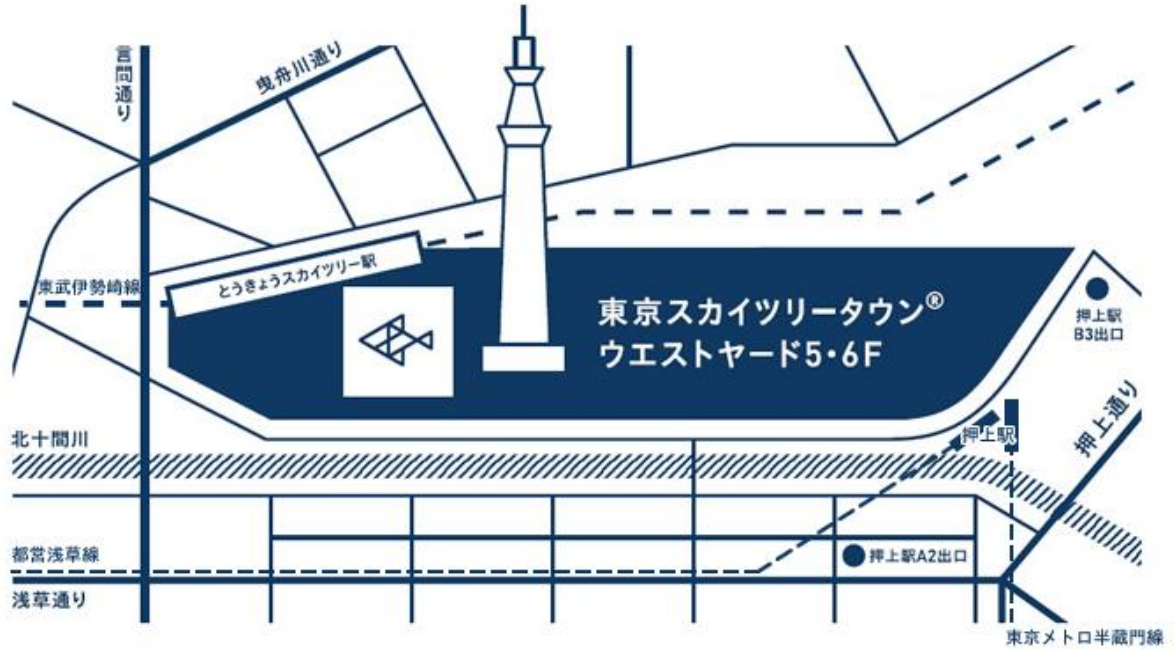 言問通り
曳舟川通り
とうきょうスカイツリー駅
東武伊勢崎線
東京スカイツリータウン®
ウエストヤード5・6F
押上駅
B3出口
押上通り
押上駅
北十間川
都営浅草線
押上駅A2出口
浅草通り
東京メトロ半蔵門線